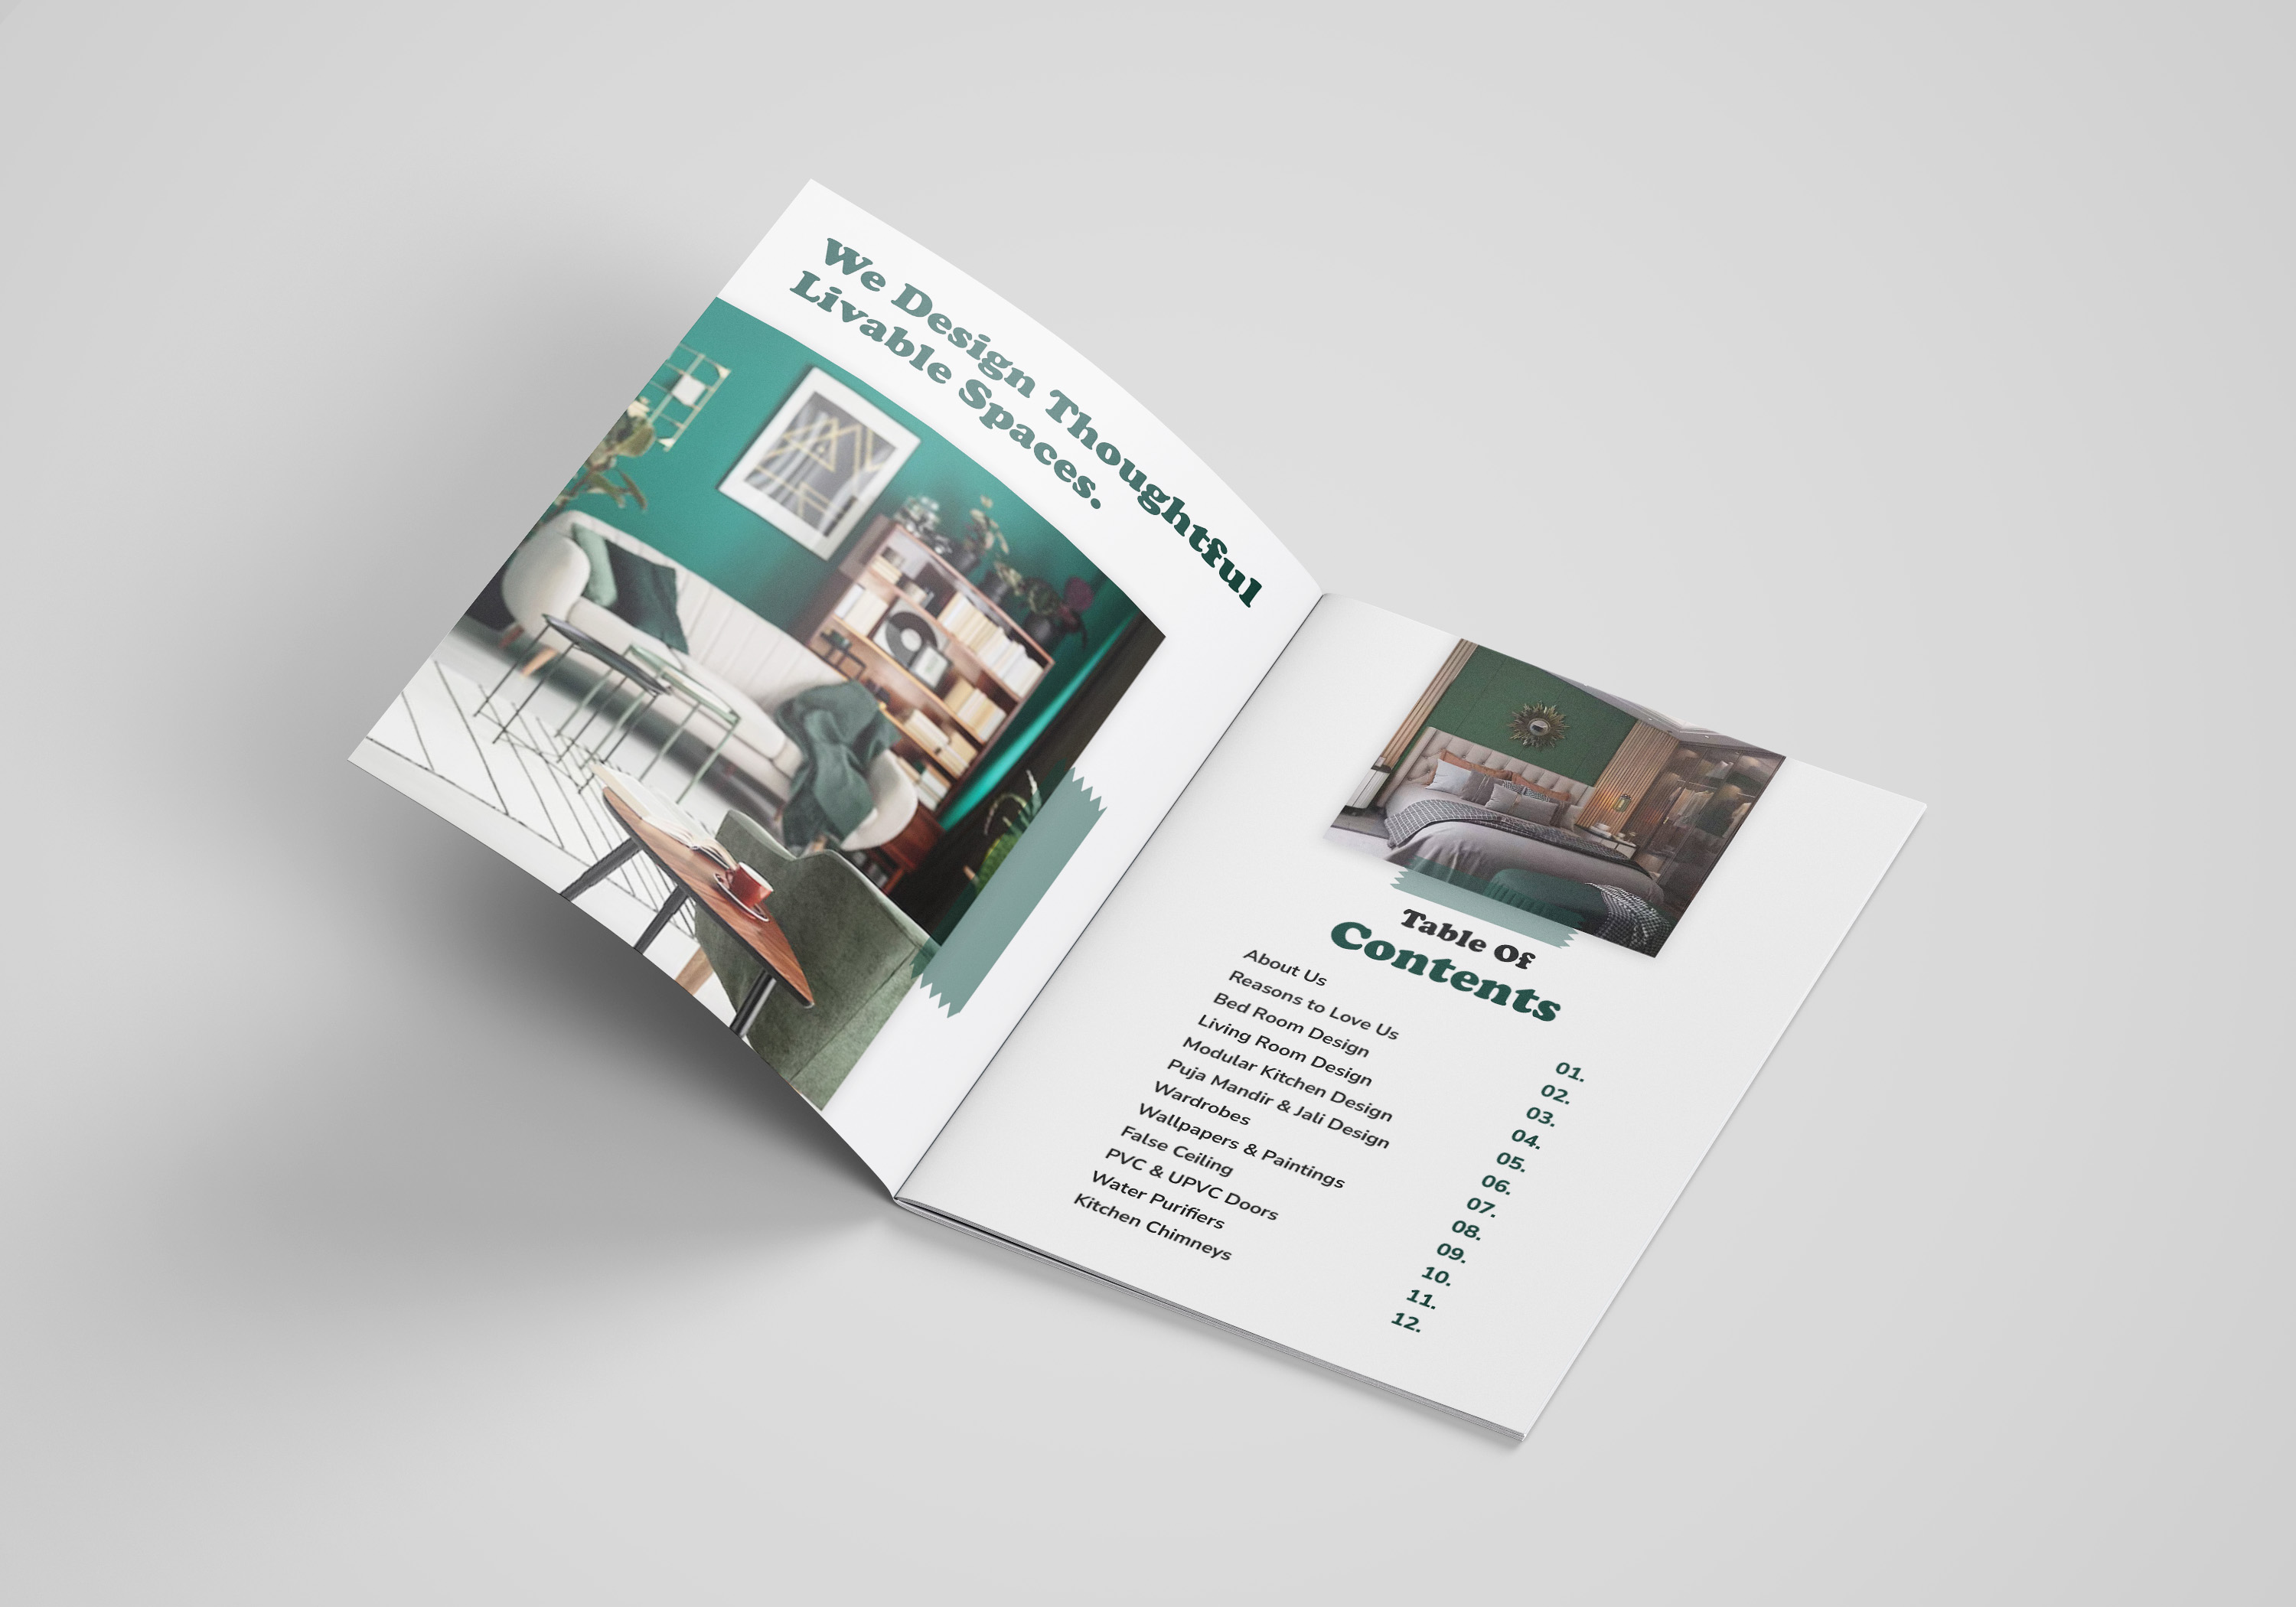 We Design Thoughtful
Livable Spaces.
Table Of
Contents
About Us 01.
Reasons to Love Us 02.
Bed Room Design 03.
Living Room Design 04.
Modular Kitchen Design 05.
Puja Mandir & Jali Design 06.
Wardrobes 07.
Wallpapers & Paintings 08.
False Ceiling 09.
PVC & UPVC Doors 10.
Water Purifiers 11.
Kitchen Chimneys 12.